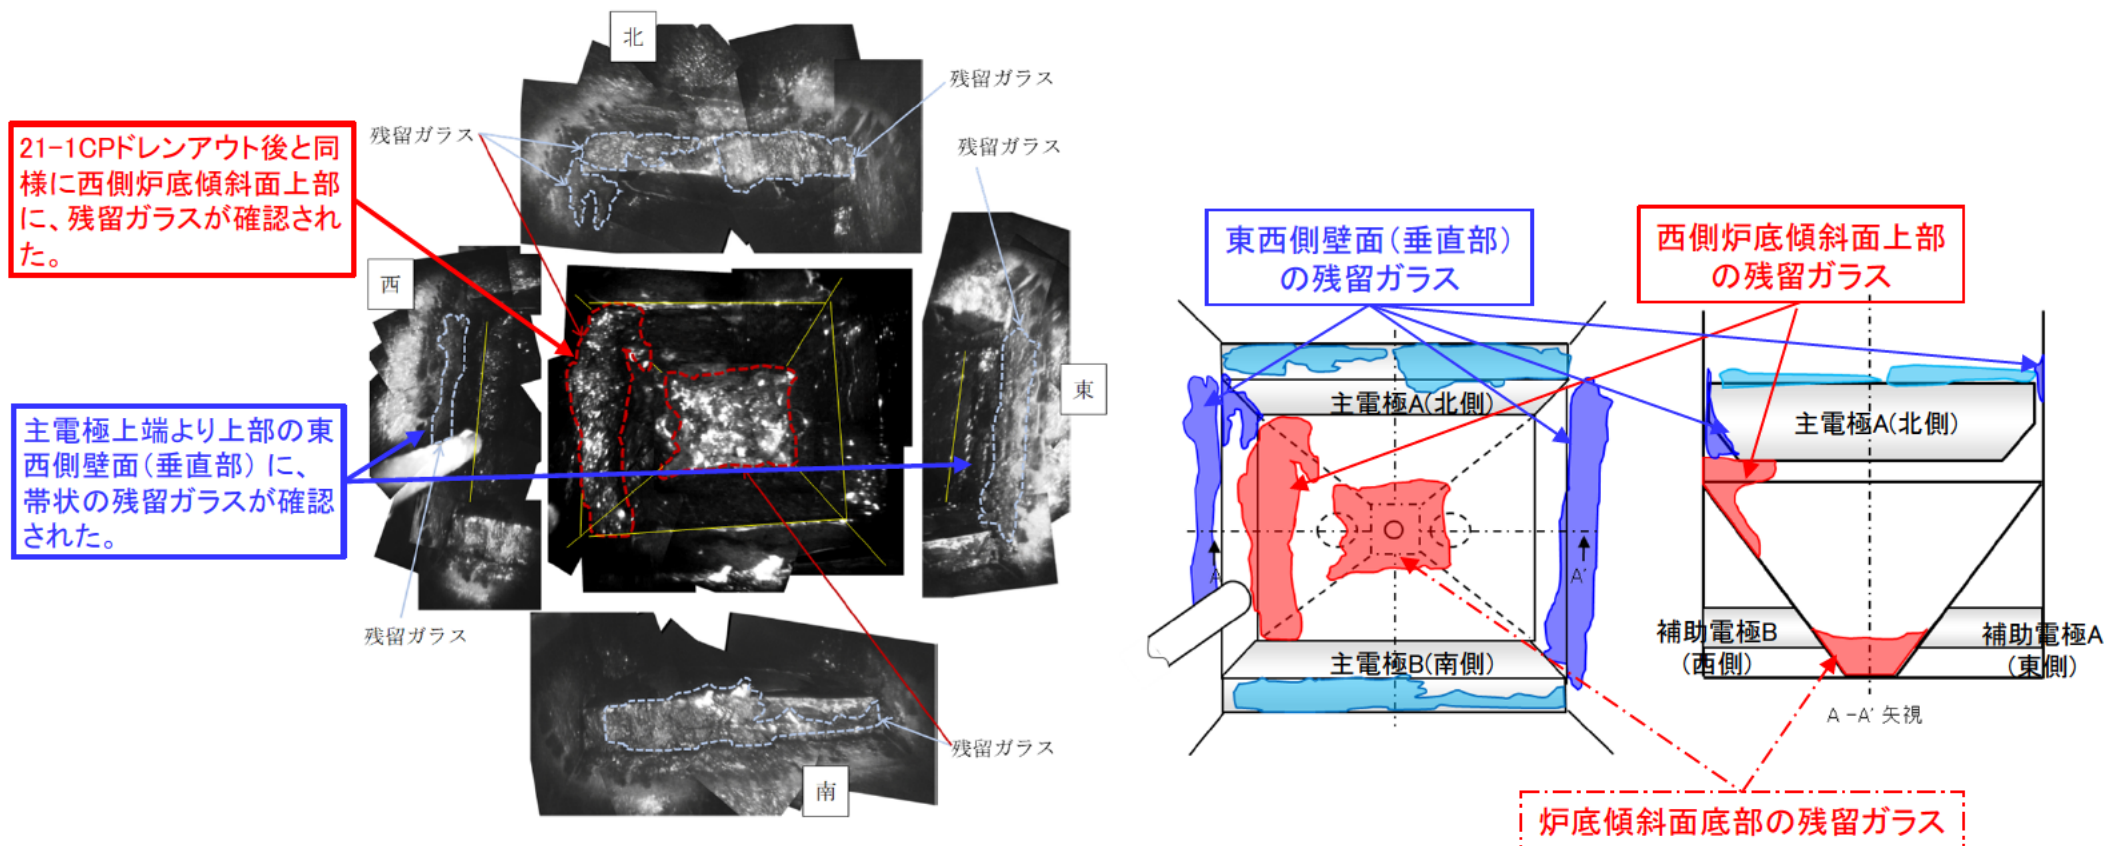 北
残留ガラス
残留ガラス
残留ガラス
21-1CPドレンアウト後と同
様に西側炉底傾斜面上部
に、残留ガラスが確認され
た。
西
東
主電極上端より上部の東
西側壁面(垂直部) に、
帯状の残留ガラスが確認
された。
残留ガラス
残留ガラス
南
東西側壁面(垂直部)
の残留ガラス
西側炉底傾斜面上部
の残留ガラス
主電極A(北側)
主電極A(北側)
A
A'
主電極B(南側)
補助電極B
(西側)
補助電極A
(東側)
A -A' 矢視
炉底傾斜面底部の残留ガラス